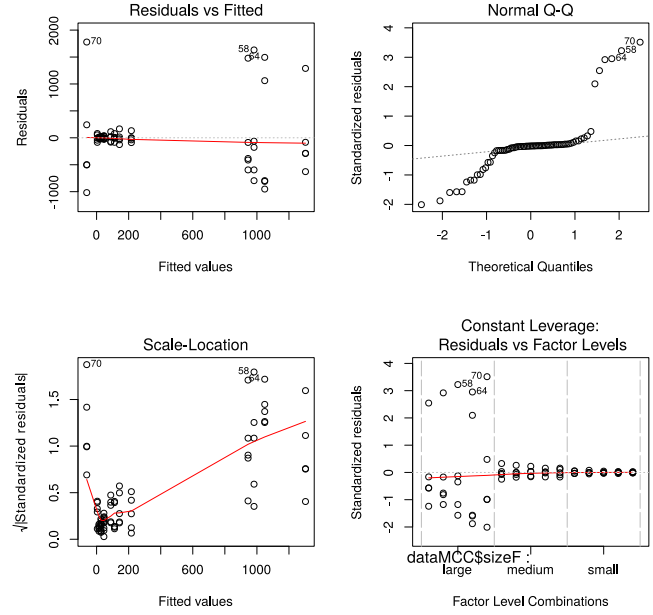 Residuals vs Fitted
Residuals
2000
1000
0
-1000
70
58
64
0
200
1000
Fitted values
Normal Q-Q
Standardized residuals
4
3
2
1
0
-1
-2
70
58
64
-2
-1
0
1
2
Theoretical Quantiles
Scale-Location
√|Standardized residuals|
1.5
1.0
0.5
0.0
70
58
64
0
200
1000
Fitted values
Constant Leverage:
Residuals vs Factor Levels
Standardized residuals
4
3
2
1
0
-1
-2
70
58
64
dataMCC$sizeF :
large
medium
small
Factor Level Combinations